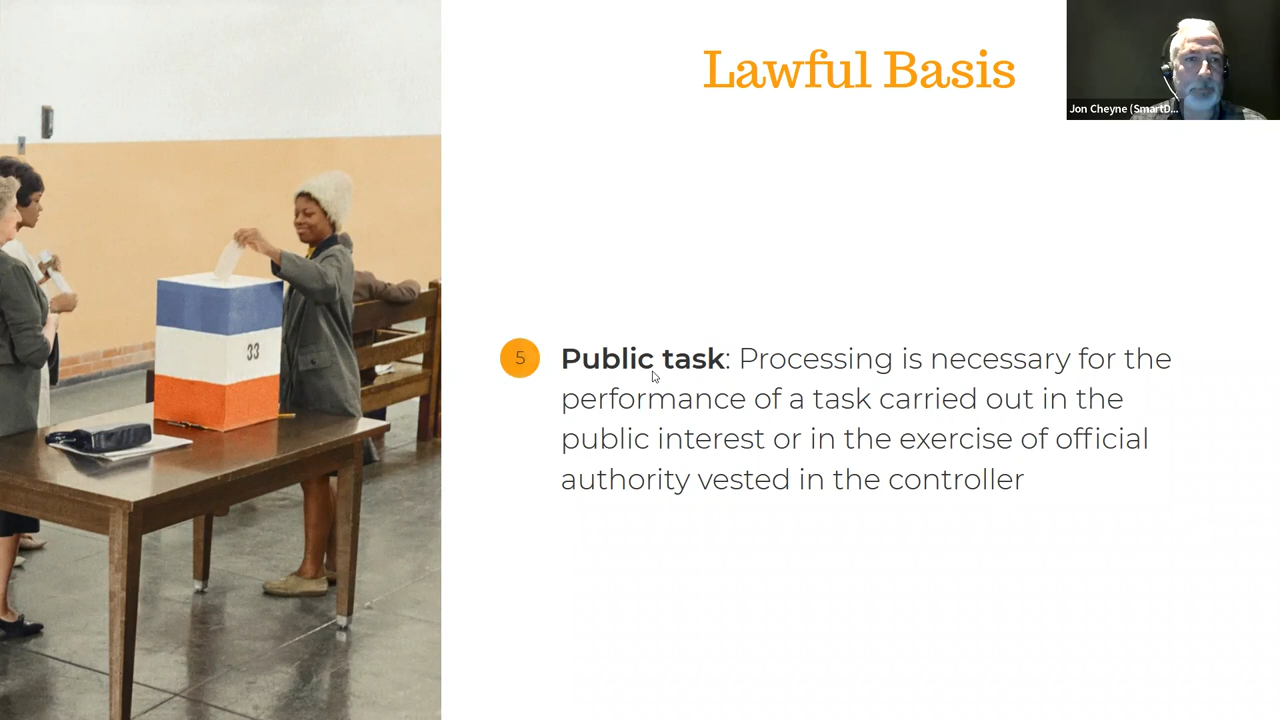 Lawful Basis
Jon Cheyne (SmartD...
33
5
Public task: Processing is necessary for the
performance of a task carried out in the
public interest or in the exercise of official
authority vested in the controller